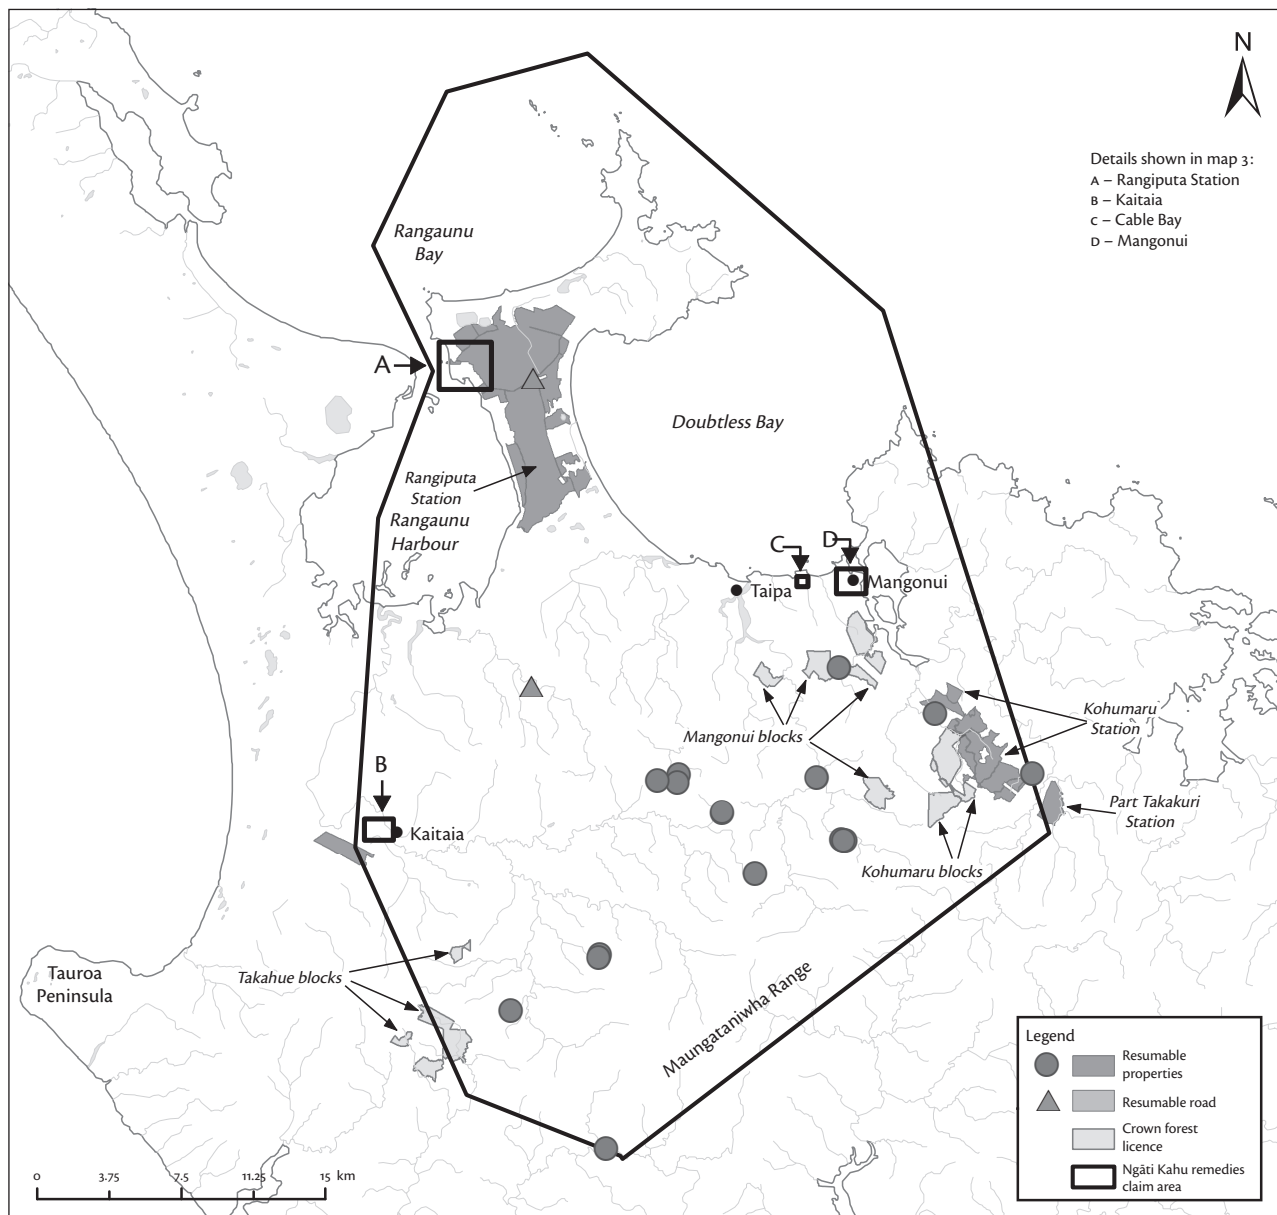 N
Details shown in map 3:
A – Rangiputa Station
B – Kaitaia
C – Cable Bay
D – Mangonui
Rangaunu
Bay
A
Doubtless Bay
Rangiputa
Station
Rangaunu
Harbour
C
D
Taipa
Mangonui
Mangonui blocks
Kohumaru
Station
B
Kaitaia
Part Takakuri
Station
Kohumaru blocks
Takahue blocks
Tauroa
Peninsula
Maungataniwha Range
Legend
Resumable
properties
Resumable road
Crown forest
licence
Ngāti Kahu remedies
claim area
0 3.75 7.5 11.25 15 km